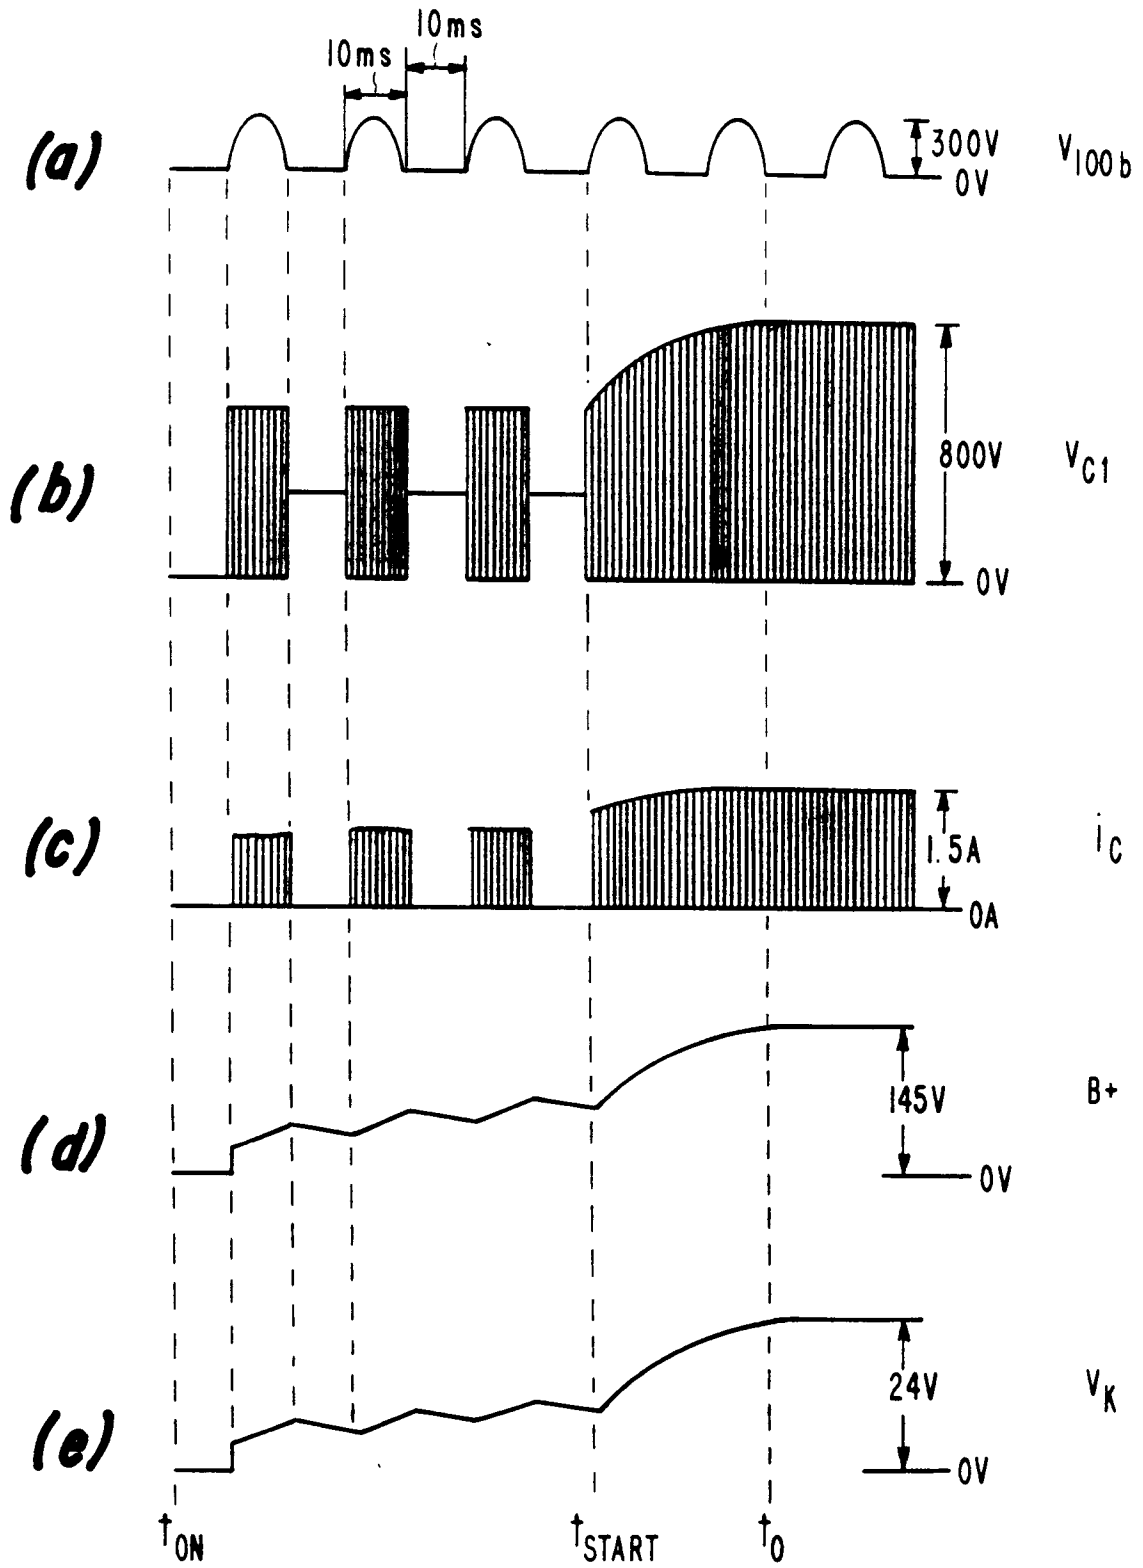 10ms
10ms
(a)
300V
0V
V100b
(b)
800V
VC1
0V
(c)
1.5A
iC
0A
(d)
145V
B+
0V
(e)
24V
VK
0V
tON
tSTART
t0